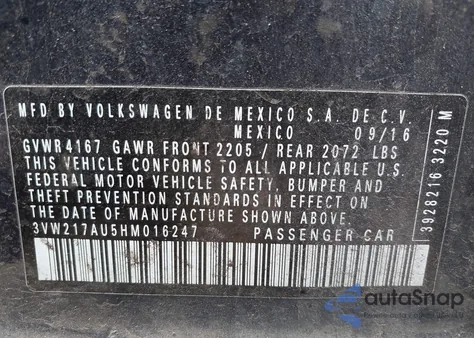 MFD BY VOLKSWAGEN DE MEXICO S.A. DE C.V.
MEXICO 09/16
GVWR 4167 GAWR FRONT 2205 / REAR 2072 LBS
THIS VEHICLE CONFORMS TO ALL APPLICABLE U.S.
FEDERAL MOTOR VEHICLE SAFETY, BUMPER AND
THEFT PREVENTION STANDARDS IN EFFECT ON
THE DATE OF MANUFACTURE SHOWN ABOVE.
3VW217AU5HM016247 PASSENGER CAR
3928216 3220 M
autoSnap